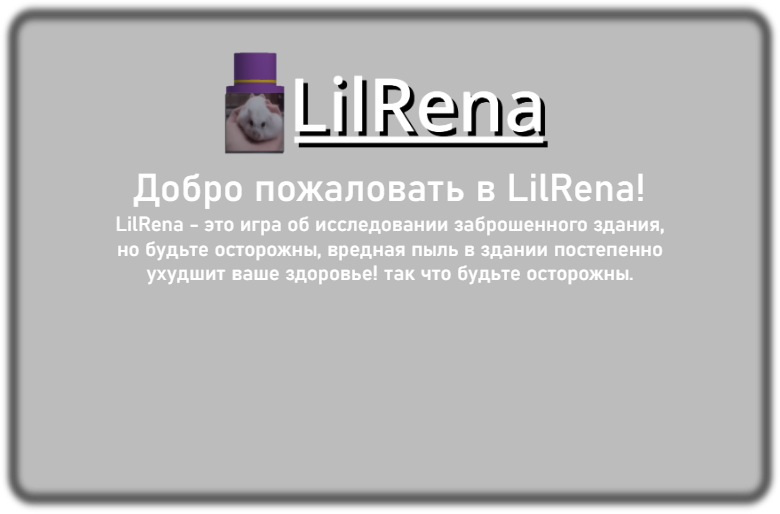 LilRena
Добро пожаловать в LilRena!
LilRena - это игра об исследовании заброшенного здания,
но будьте осторожны, вредная пыль в здании постепенно
ухудшит ваше здоровье! так что будьте осторожны.